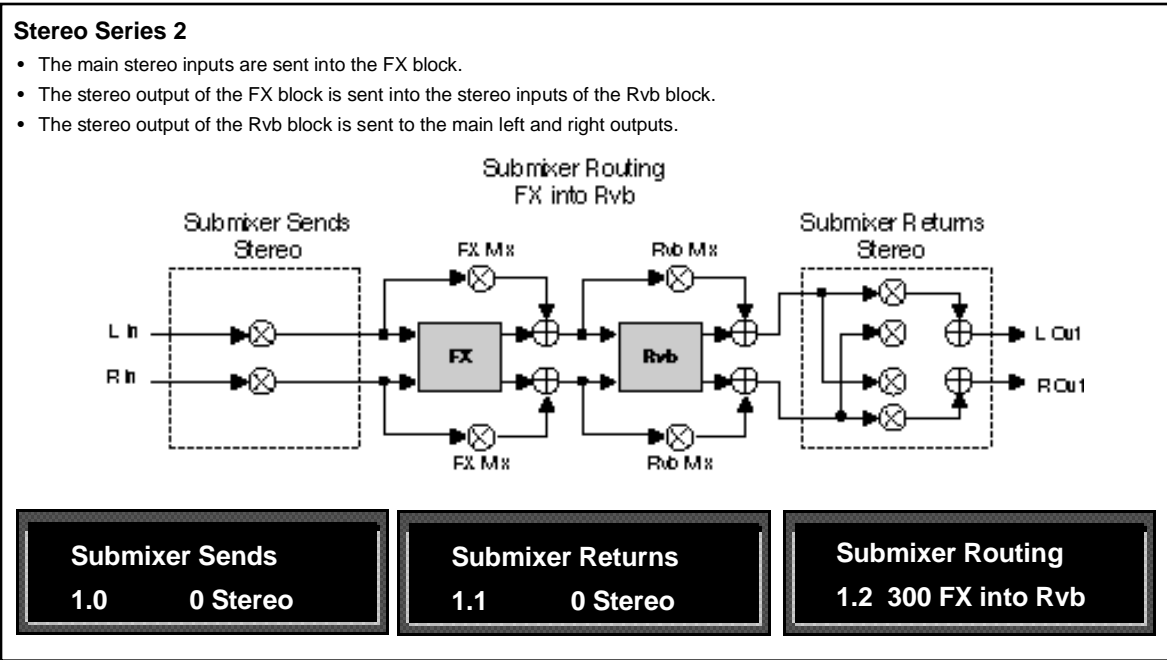 Stereo Series 2
• The main stereo inputs are sent into the FX block.
• The stereo output of the FX block is sent into the stereo inputs of the Rvb block.
• The stereo output of the Rvb block is sent to the main left and right outputs.
Submixer Routing
FX into Rvb
Submixer Sends
Stereo
FX Mix
Rvb Mix
Submixer Returns
Stereo
L In
FX
Rvb
L Out
R In
R Out
FX Mix
Rvb Mix
Submixer Sends
1.0 0 Stereo
Submixer Returns
1.1 0 Stereo
Submixer Routing
1.2 300 FX into Rvb